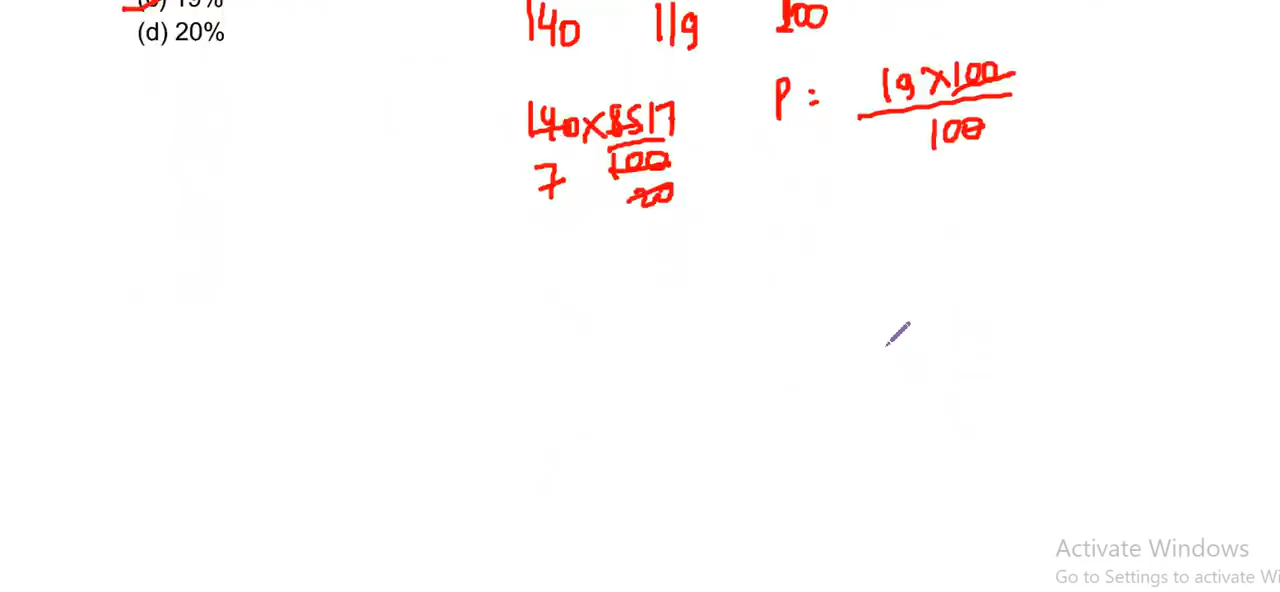 (c) 19%
(d) 20%
140 119 100
P = 19×100
100
140×85 17
100
7 20
Activate Windows
Go to Settings to activate Wi